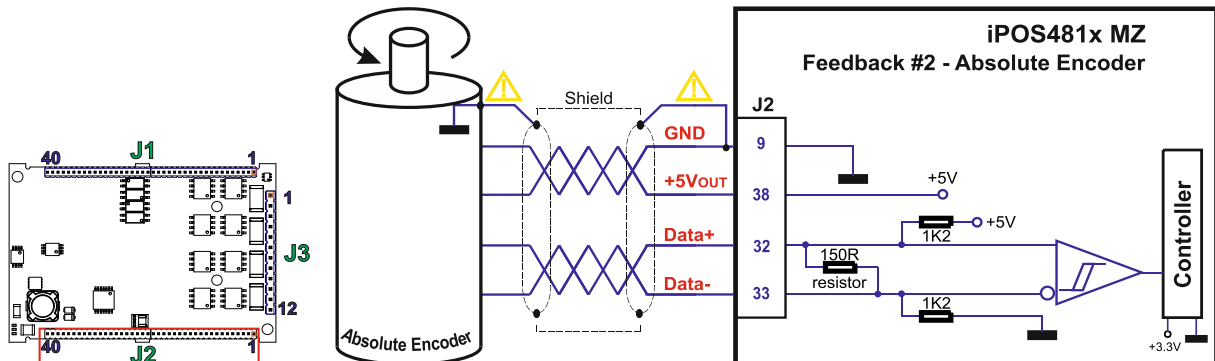 iPOS481x MZ
Feedback #2 - Absolute Encoder
J2
Shield
GND
9
+5VOUT
38
+5V
Data+
32
+5V
1K2
150R
resistor
Data-
33
1K2
Controller
+3.3V
Absolute Encoder
J1
40
1
1
J3
12
40
J2
1